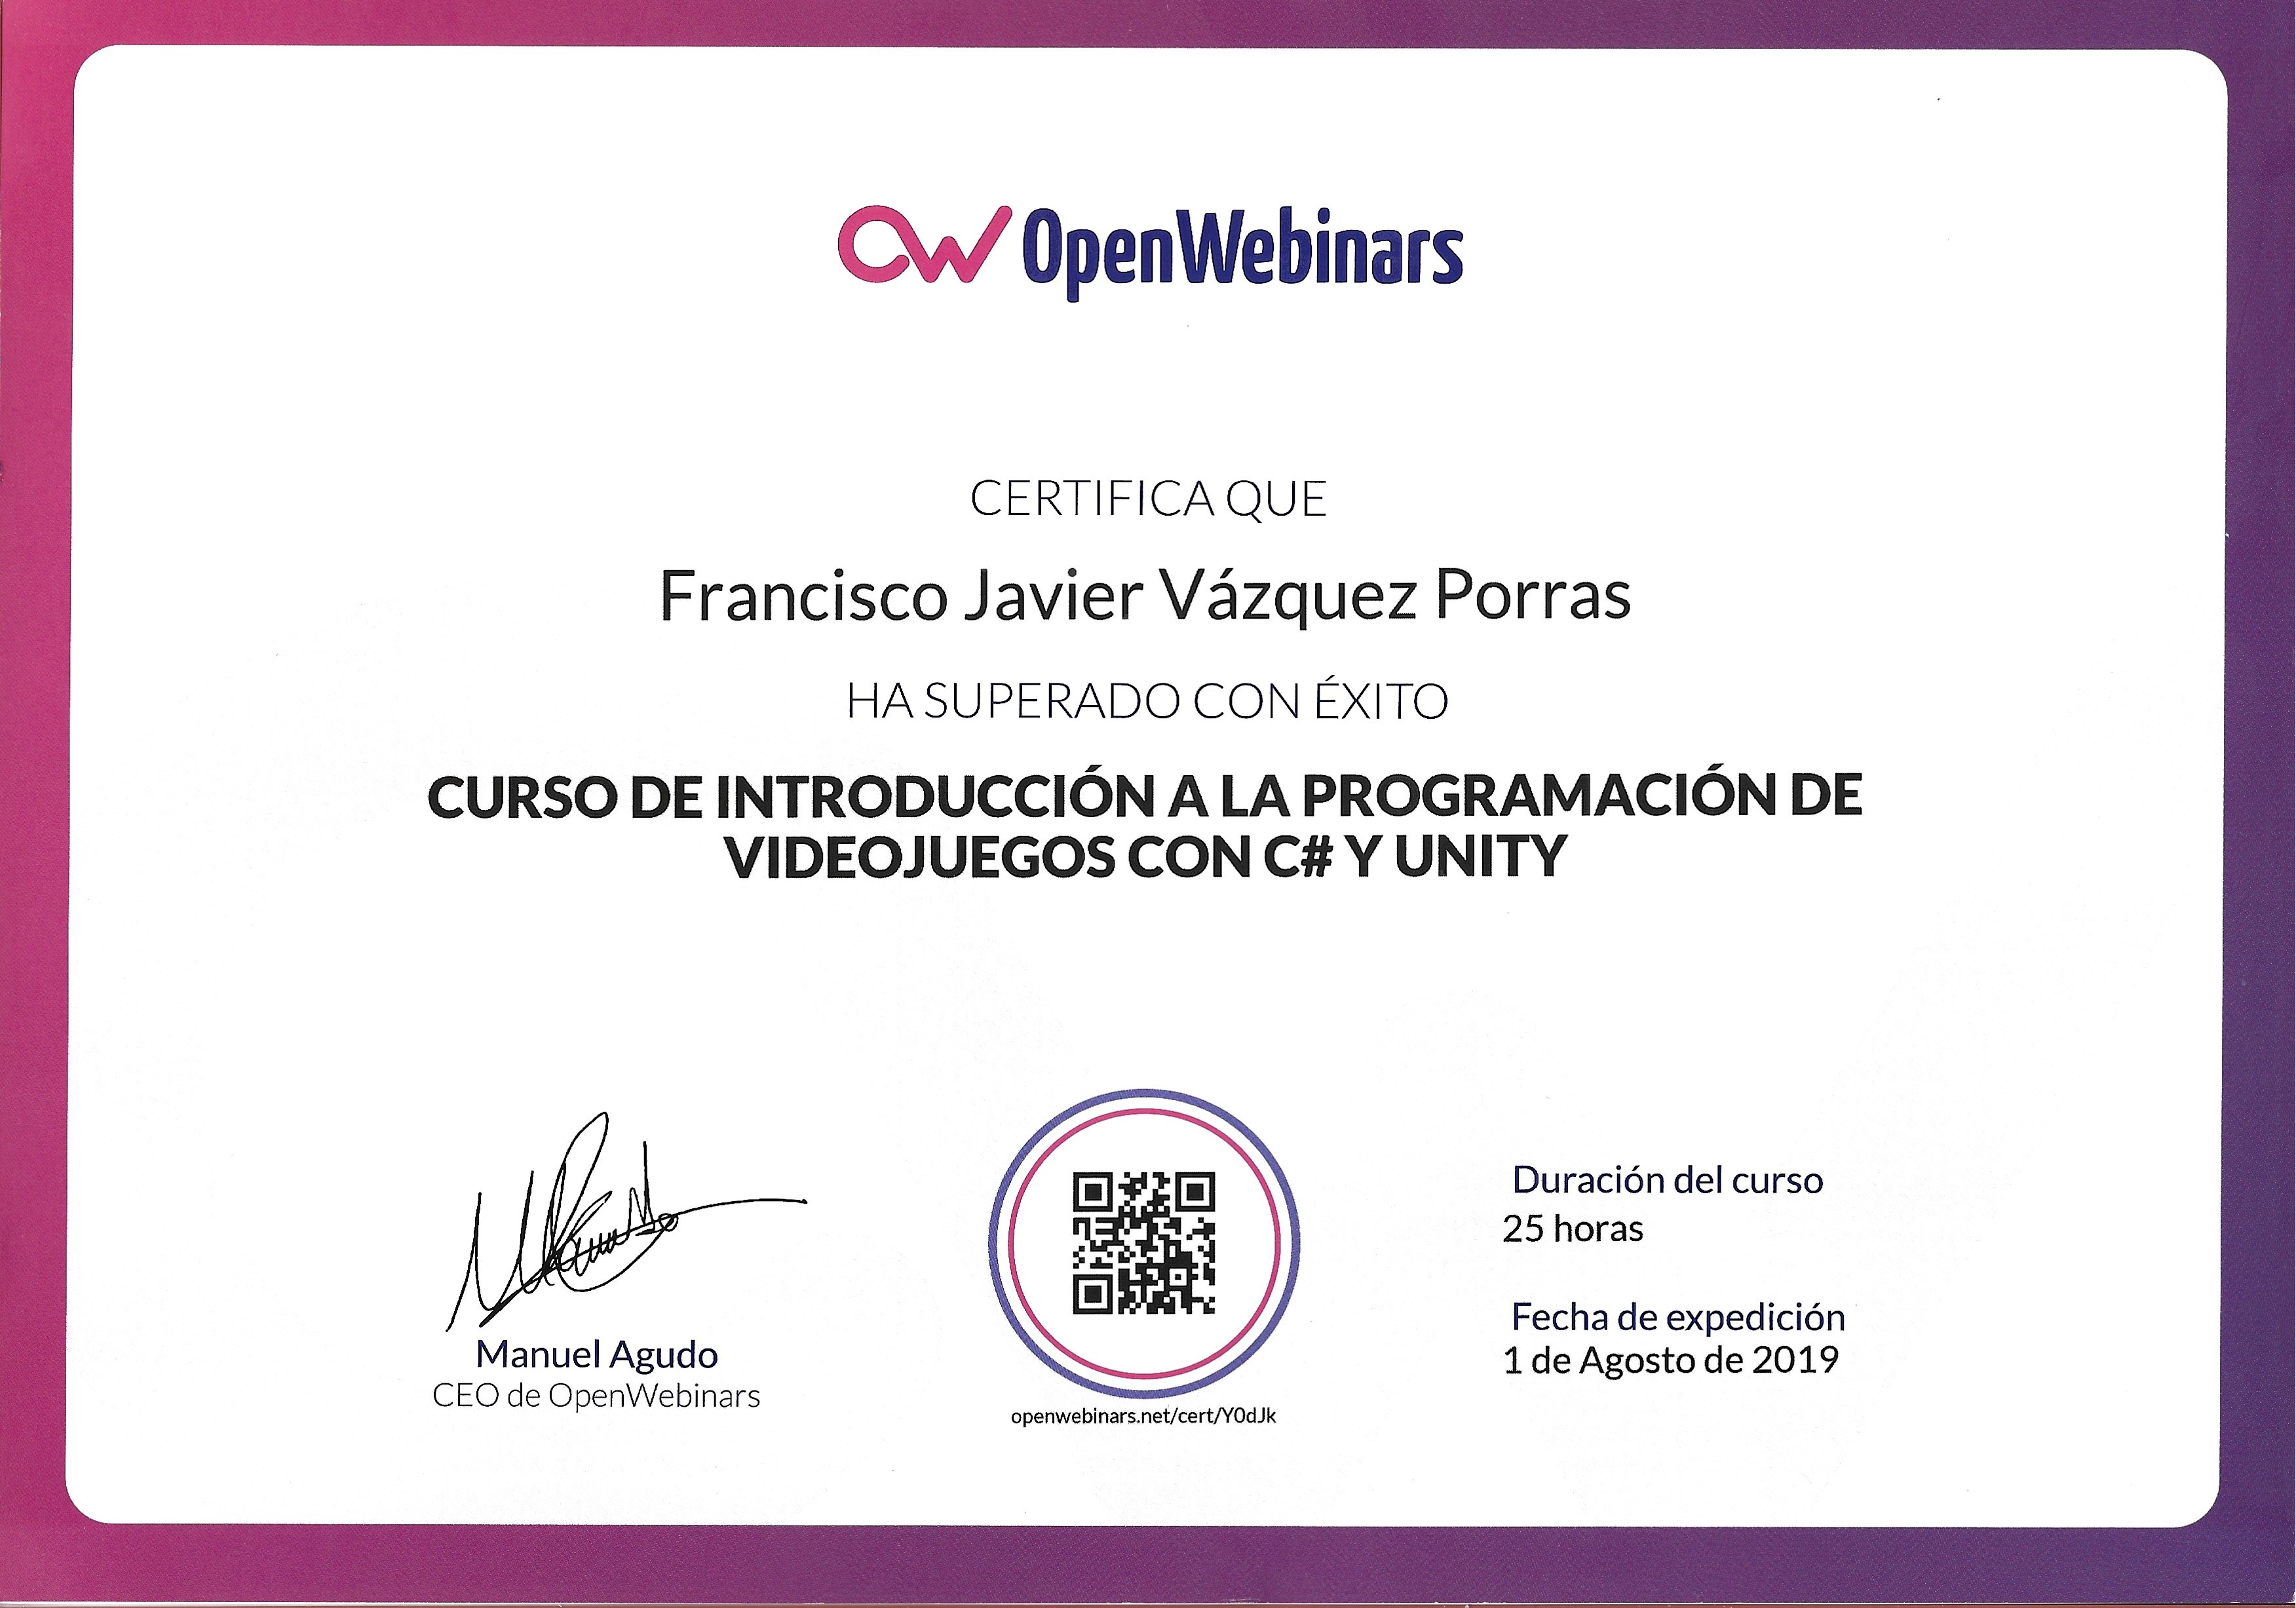 OpenWebinars
CERTIFICA QUE
Francisco Javier Vázquez Porras
HA SUPERADO CON ÉXITO
CURSO DE INTRODUCCIÓN A LA PROGRAMACIÓN DE
VIDEOJUEGOS CON C# Y UNITY
Manuel Agudo
CEO de OpenWebinars
openwebinars.net/cert/Y0dJk
Duración del curso
25 horas
Fecha de expedición
1 de Agosto de 2019